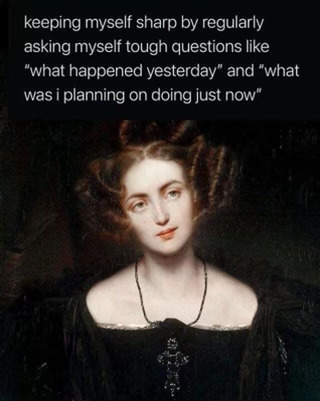 keeping myself sharp by regularly
asking myself tough questions like
"what happened yesterday" and "what
was i planning on doing just now"